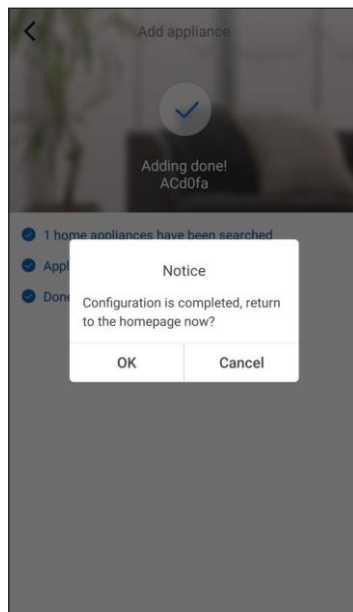 Add appliance
Adding done!
ACd0fa
1 home appliances have been searched
Appl
Done
Notice
Configuration is completed, return
to the homepage now?
OK Cancel